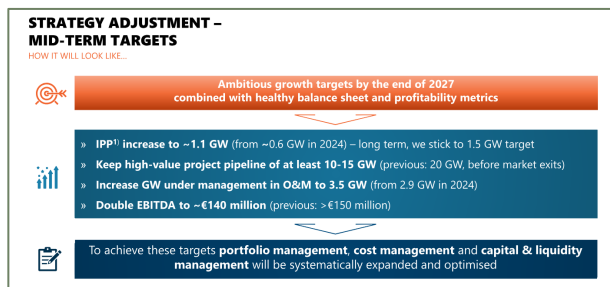 STRATEGY ADJUSTMENT –
MID-TERM TARGETS
HOW IT WILL LOOK LIKE...
Ambitious growth targets by the end of 2027
combined with healthy balance sheet and profitability metrics
» IPP¹⁾ increase to ~1.1 GW (from ~0.6 GW in 2024) – long term, we stick to 1.5 GW target
» Keep high-value project pipeline of at least 10-15 GW (previous: 20 GW, before market exits)
» Increase GW under management in O&M to 3.5 GW (from 2.9 GW in 2024)
» Double EBITDA to ~€140 million (previous: >€150 million)
To achieve these targets portfolio management, cost management and capital & liquidity
management will be systematically expanded and optimised